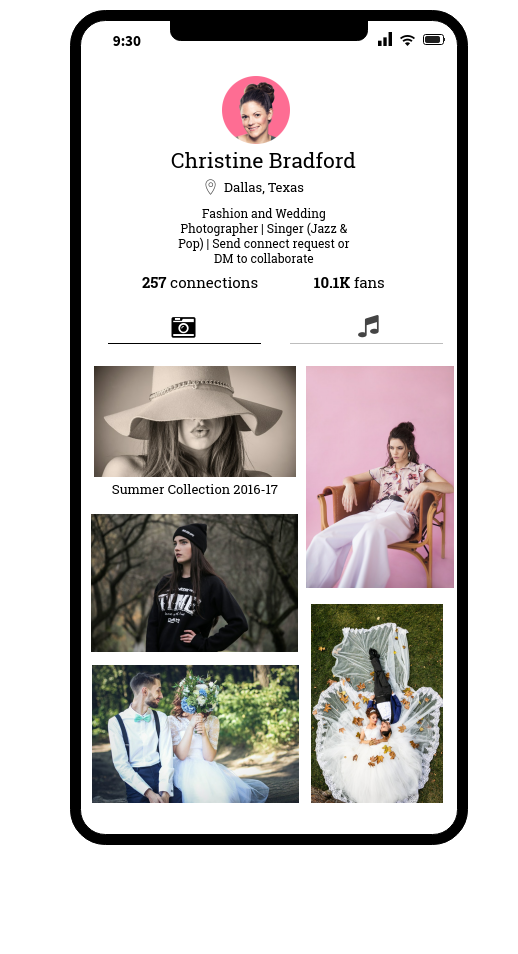 9:30
Christine Bradford
Dallas, Texas
Fashion and Wedding
Photographer | Singer (Jazz &
Pop) | Send connect request or
DM to collaborate
257 connections
10.1K fans
Summer Collection 2016-17